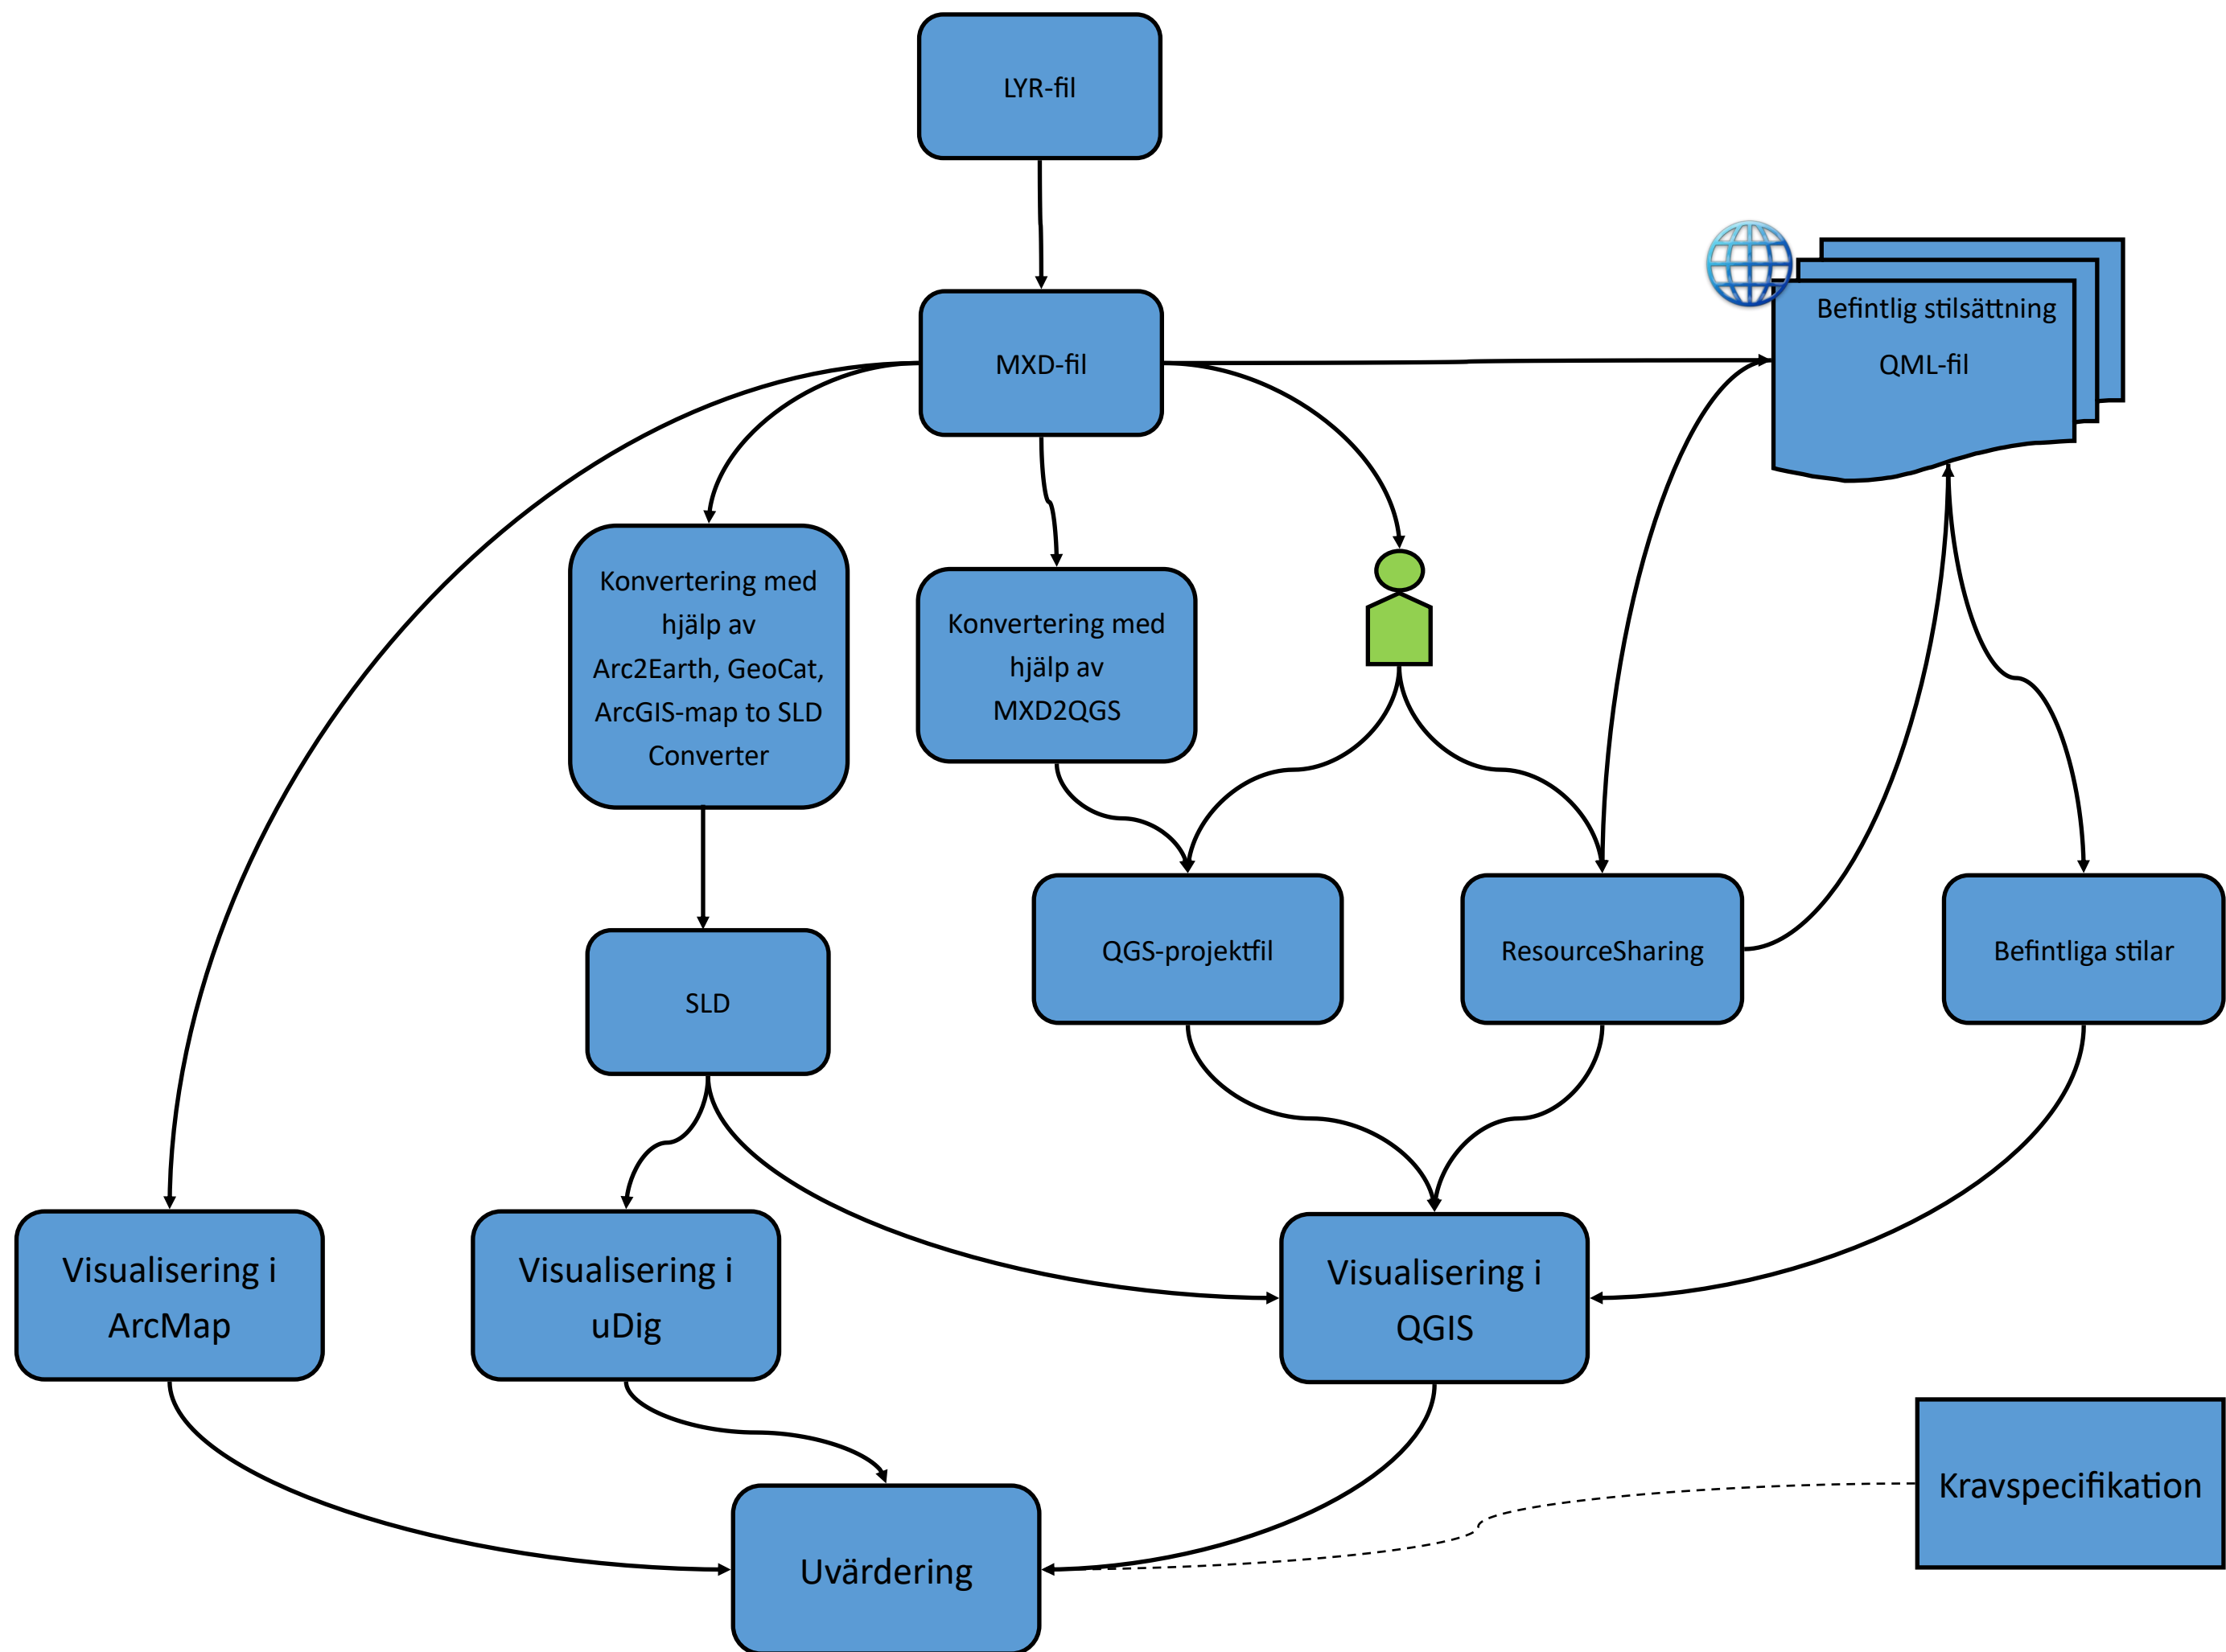 LYR-fil
Befintlig stilsättning
QML-fil
MXD-fil
Konvertering med
hjälp av
Arc2Earth, GeoCat,
ArcGIS-map to SLD
Converter
Konvertering med
hjälp av
MXD2QGS
QGS-projektfil
ResourceSharing
Befintliga stilar
SLD
Visualisering i
ArcMap
Visualisering i
uDig
Visualisering i
QGIS
Kravspecifikation
Uvärdering